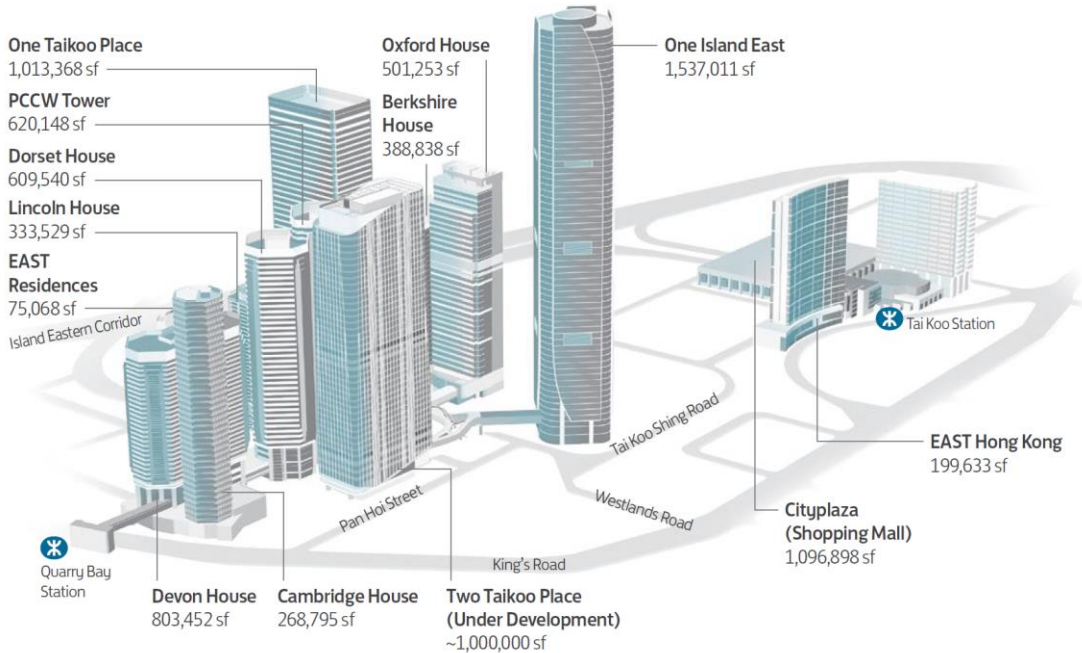 One Taikoo Place
1,013,368 sf
PCCW Tower
620,148 sf
Dorset House
609,540 sf
Lincoln House
333,529 sf
EAST
Residences
75,068 sf
Island Eastern Corridor
Oxford House
501,253 sf
Berkshire
House
388,838 sf
One Island East
1,537,011 sf
Tai Koo Station
Tai Koo Shing Road
EAST Hong Kong
199,633 sf
Westlands Road
Pan Hoi Street
Cityplaza
(Shopping Mall)
1,096,898 sf
King's Road
Quarry Bay
Station
Devon House
803,452 sf
Cambridge House
268,795 sf
Two Taikoo Place
(Under Development)
~1,000,000 sf